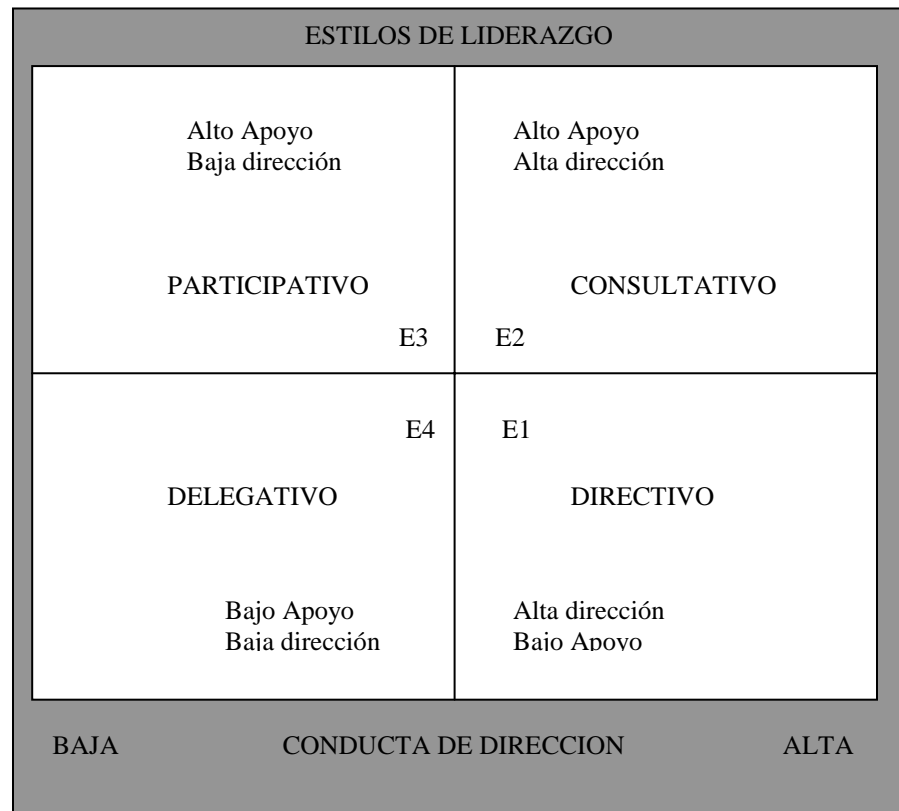 ESTILOS DE LIDERAZGO
Alto Apoyo
Baja dirección
PARTICIPATIVO
E3
Alto Apoyo
Alta dirección
CONSULTATIVO
E2
E4
DELEGATIVO
Bajo Apoyo
Baja dirección
E1
DIRECTIVO
Alta dirección
Bajo Apoyo
BAJA CONDUCTA DE DIRECCION ALTA